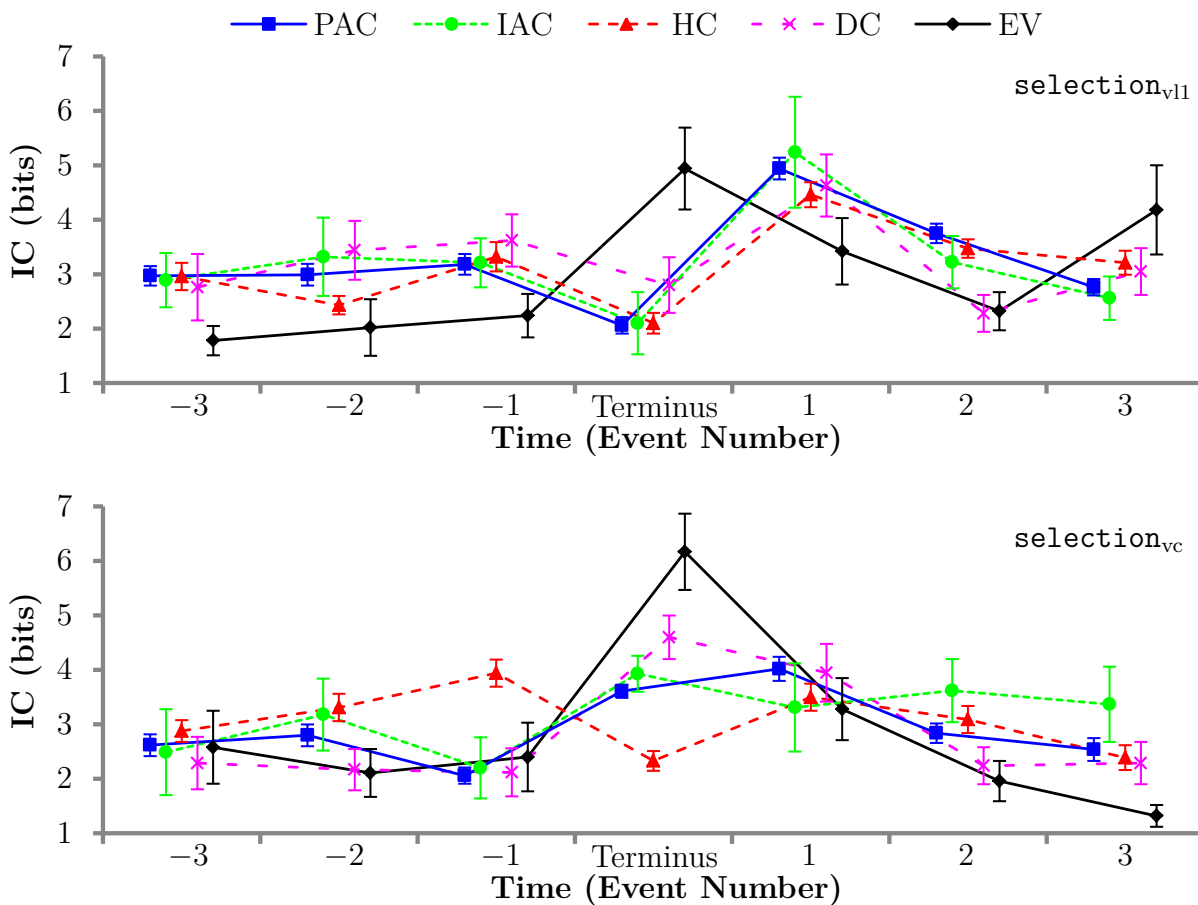 PAC IAC HC DC EV
7
6
5
4
3
2
1
IC (bits)
selection_vl1
−3 −2 −1 Terminus 1 2 3
Time (Event Number)
7
6
5
4
3
2
1
IC (bits)
selection_vc
−3 −2 −1 Terminus 1 2 3
Time (Event Number)